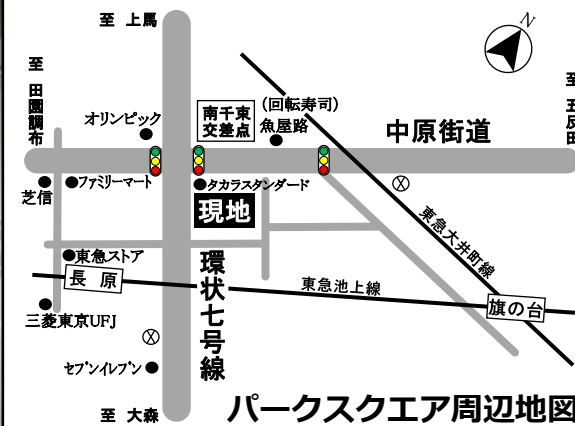 至 上馬
N
至 田園調布
オリンピック
南千束
交差点
(回転寿司)
魚屋路
中原街道
至 五反田
芝信
ファミリーマート
タカラスタンダード
現地
東急大井町線
東急ストア
長原
環状七号線
東急池上線
旗の台
三菱東京UFJ
セブンイレブン
至 大森
パークスクエア周辺地図